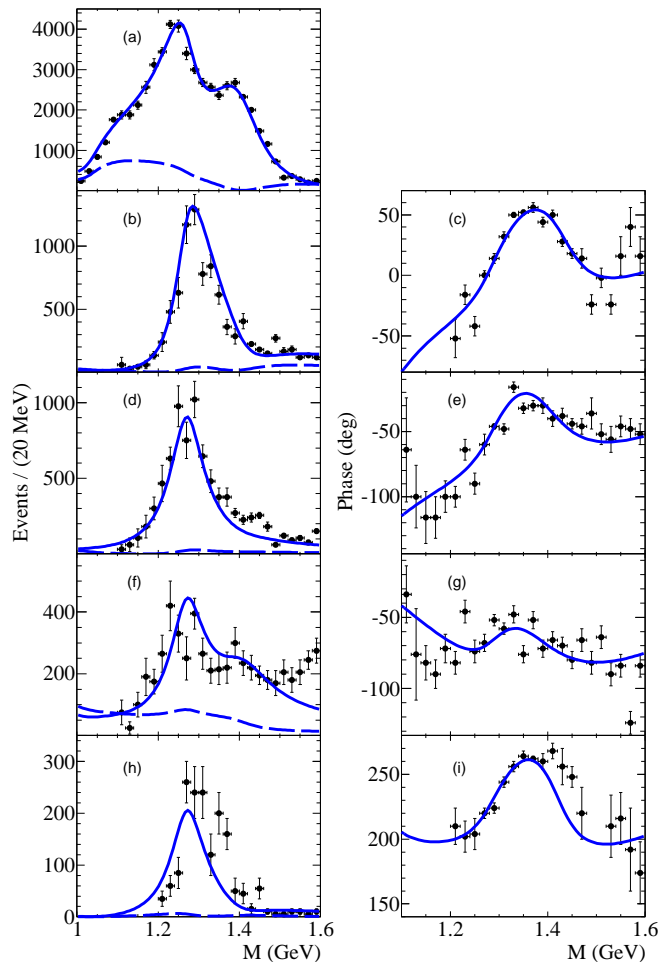 4000
3000
2000
1000
(a)
1000
500
(b)
50
0
-50
(c)
1000
500
(d)
-50
-100
(e)
Events / (20 MeV)
Phase (deg)
400
200
(f)
-50
-100
(g)
300
200
100
0
(h)
250
200
150
(i)
1 1.2 1.4 1.6
1.2 1.4 1.6
M (GeV)
M (GeV)